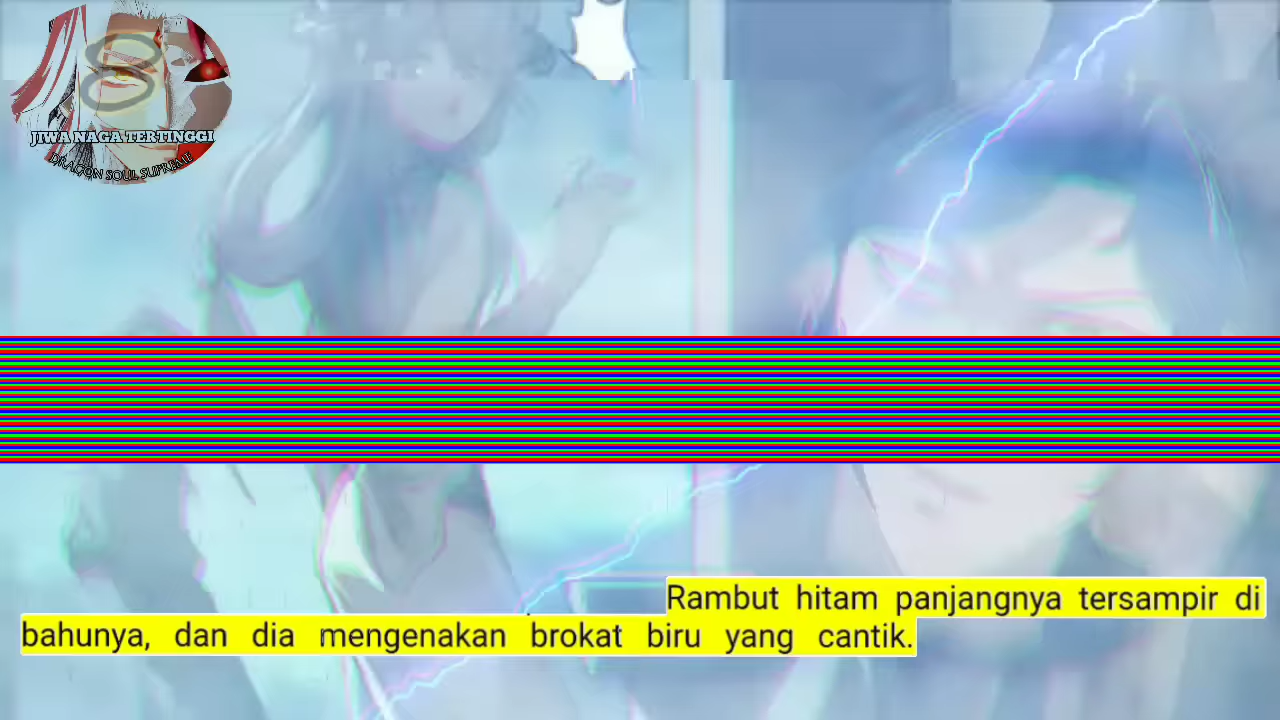 JIWA NAGA TERTINGGI
DRAGON SOUL SUPREME
Rambut hitam panjangnya tersampir di
bahunya, dan dia mengenakan brokat biru yang cantik.